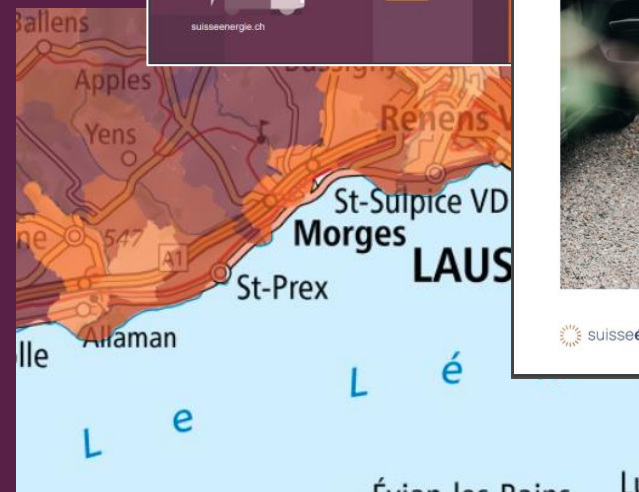 suisseenergie.ch
Ballens
Apples
Yens
Renens V
547
A1
St-Sulpice VD
Morges
LAUS
St-Prex
Allaman
lle
suisseé
L e L é
Évian-les-Bains